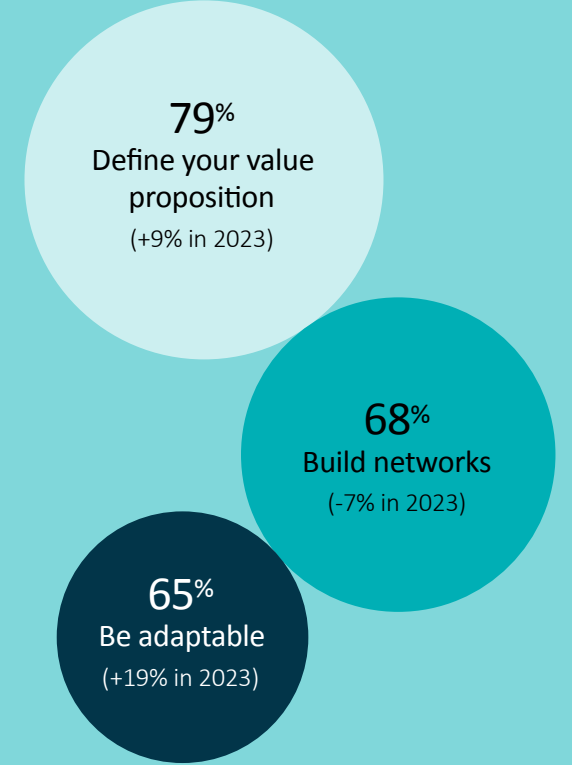 79%
Define your value
proposition
(+9% in 2023)
68%
Build networks
(-7% in 2023)
65%
Be adaptable
(+19% in 2023)